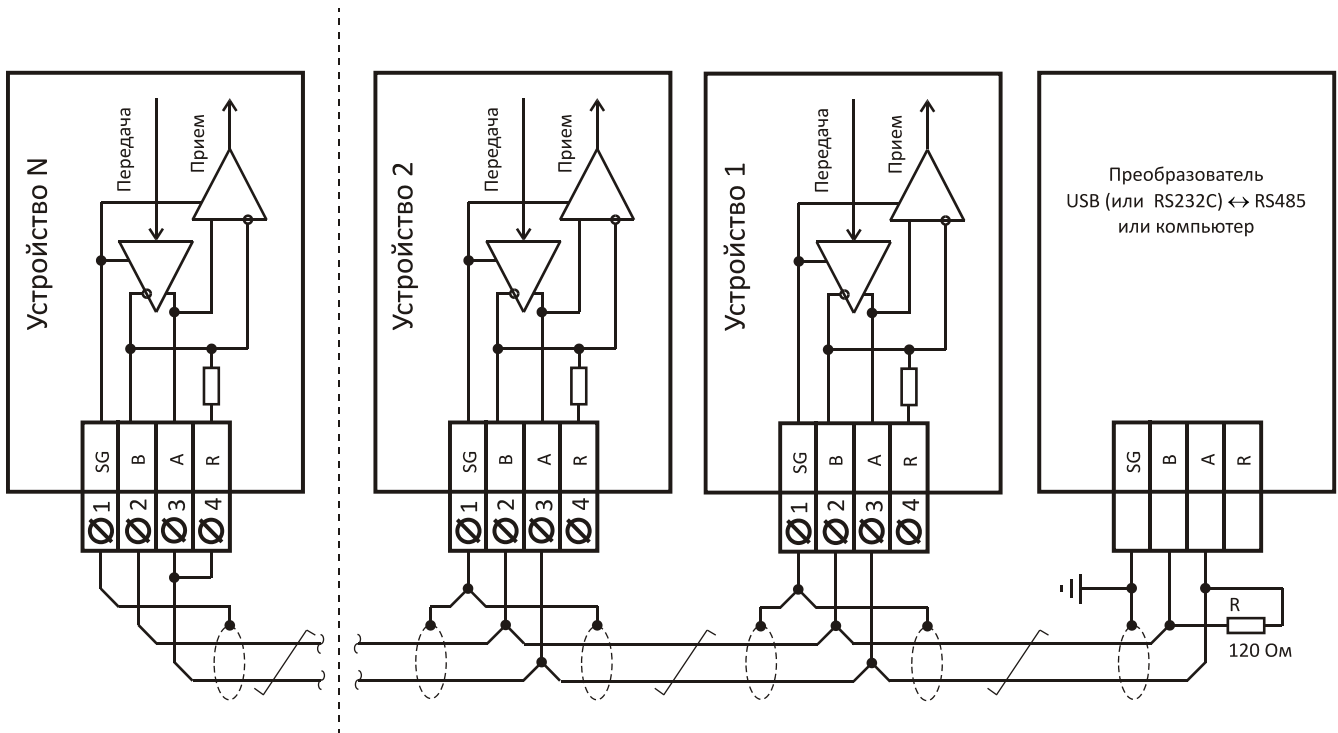 Устройство N
Передача
Прием
SG
B
A
R
1
2
3
4
Устройство 2
Передача
Прием
SG
B
A
R
1
2
3
4
Устройство 1
Передача
Прием
SG
B
A
R
1
2
3
4
Преобразователь
USB (или RS232C) ↔ RS485
или компьютер
SG
B
A
R
R
120 Ом